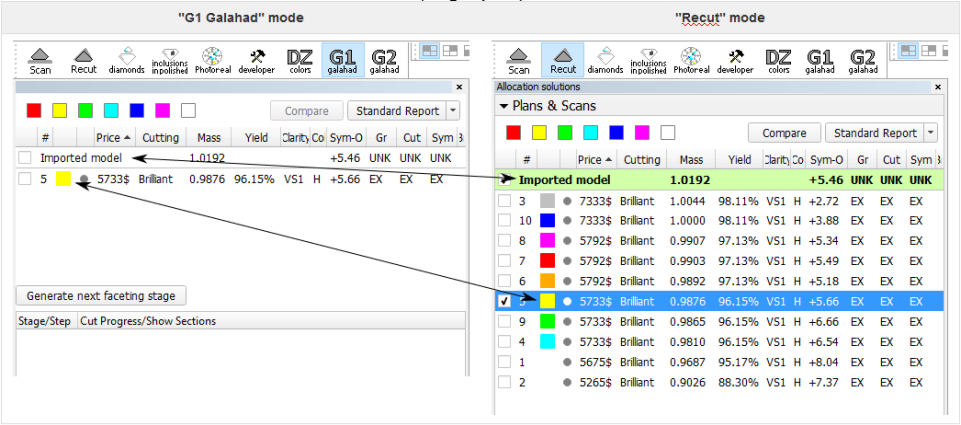 "G1 Galahad" mode
"Recut" mode
Scan Recut diamonds inclusions inpolished Photoreal developer DZ colors G1 galahad G2 galahad
Compare Standard Report
# Price Cutting Mass Yield Clarity Co Sym-O Gr Cut Sym
Imported model 1.0192 +5.46 UNK UNK UNK
5 5733$ Brilliant 0.9876 96.15% VS1 H +5.66 EX EX EX
Generate next faceting stage
Stage/Step Cut Progress/Show Sections
Scan Recut diamonds inclusions inpolished Photoreal developer DZ colors G1 galahad G2 galahad
Allocation solutions
Plans & Scans
Compare Standard Report
# Price Cutting Mass Yield Clarity Co Sym-O Gr Cut Sym
Imported model 1.0192 +5.46 UNK UNK UNK
3 7333$ Brilliant 1.0044 98.11% VS1 H +2.72 EX EX EX
10 7333$ Brilliant 1.0000 98.11% VS1 H +3.88 EX EX EX
8 5792$ Brilliant 0.9907 97.13% VS1 H +5.34 EX EX EX
7 5792$ Brilliant 0.9903 97.13% VS1 H +5.49 EX EX EX
6 5792$ Brilliant 0.9892 97.13% VS1 H +5.18 EX EX EX
5 5733$ Brilliant 0.9876 96.15% VS1 H +5.66 EX EX EX
9 5733$ Brilliant 0.9865 96.15% VS1 H +6.66 EX EX EX
4 5733$ Brilliant 0.9810 96.15% VS1 H +6.54 EX EX EX
1 5675$ Brilliant 0.9687 95.17% VS1 H +8.04 EX EX EX
2 5265$ Brilliant 0.9026 88.30% VS1 H +7.37 EX EX EX